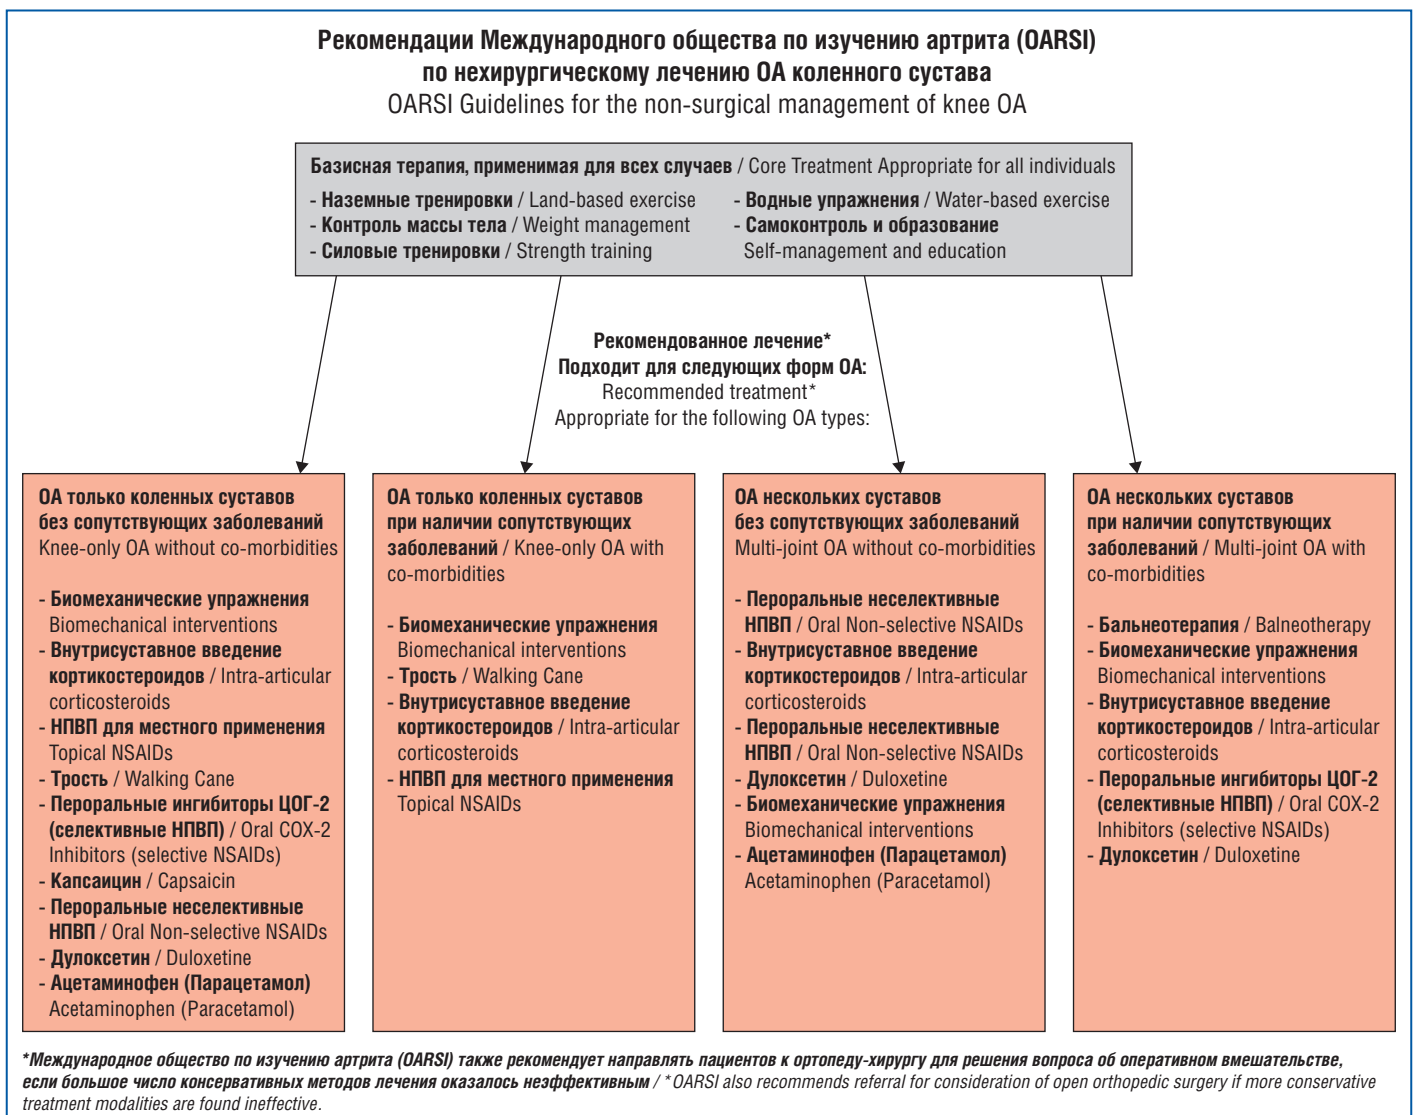 Рекомендации Международного общества по изучению артрита (OARSI)
по нехирургическому лечению ОА коленного сустава
OARSI Guidelines for the non-surgical management of knee OA
Базисная терапия, применимая для всех случаев / Core Treatment Appropriate for all individuals
- Наземные тренировки / Land-based exercise
- Контроль массы тела / Weight management
- Силовые тренировки / Strength training
- Водные упражнения / Water-based exercise
- Самоконтроль и образование
Self-management and education
Рекомендованное лечение*
Подходит для следующих форм ОА:
Recommended treatment*
Appropriate for the following OA types:
ОА только коленных суставов
без сопутствующих заболеваний
Knee-only OA without co-morbidities
- Биомеханические упражнения
Biomechanical interventions
- Внутрисуставное введение
кортикостероидов / Intra-articular
corticosteroids
- НПВП для местного применения
Topical NSAIDs
- Трость / Walking Cane
- Пероральные ингибиторы ЦОГ-2
(селективные НПВП) / Oral COX-2
Inhibitors (selective NSAIDs)
- Капсаицин / Capsaicin
- Пероральные неселективные
НПВП / Oral Non-selective NSAIDs
- Дулоксетин / Duloxetine
- Ацетаминофен (Парацетамол)
Acetaminophen (Paracetamol)
ОА только коленных суставов
при наличии сопутствующих
заболеваний / Knee-only OA with
co-morbidities
- Биомеханические упражнения
Biomechanical interventions
- Трость / Walking Cane
- Внутрисуставное введение
кортикостероидов / Intra-articular
corticosteroids
- НПВП для местного применения
Topical NSAIDs
ОА нескольких суставов
без сопутствующих заболеваний
Multi-joint OA without co-morbidities
- Пероральные неселективные
НПВП / Oral Non-selective NSAIDs
- Внутрисуставное введение
кортикостероидов / Intra-articular
corticosteroids
- Пероральные неселективные
НПВП / Oral Non-selective NSAIDs
- Дулоксетин / Duloxetine
- Биомеханические упражнения
Biomechanical interventions
- Ацетаминофен (Парацетамол)
Acetaminophen (Paracetamol)
ОА нескольких суставов
при наличии сопутствующих
заболеваний / Multi-joint OA with
co-morbidities
- Бальнеотерапия / Balneotherapy
- Биомеханические упражнения
Biomechanical interventions
- Внутрисуставное введение
кортикостероидов / Intra-articular
corticosteroids
- Пероральные ингибиторы ЦОГ-2
(селективные НПВП) / Oral COX-2
Inhibitors (selective NSAIDs)
- Дулоксетин / Duloxetine
*Международное общество по изучению артрита (OARSI) также рекомендует направлять пациентов к ортопеду-хирургу для решения вопроса об оперативном вмешательстве,
если большое число консервативных методов лечения оказалось неэффективным / *OARSI also recommends referral for consideration of open orthopedic surgery if more conservative
treatment modalities are found ineffective.